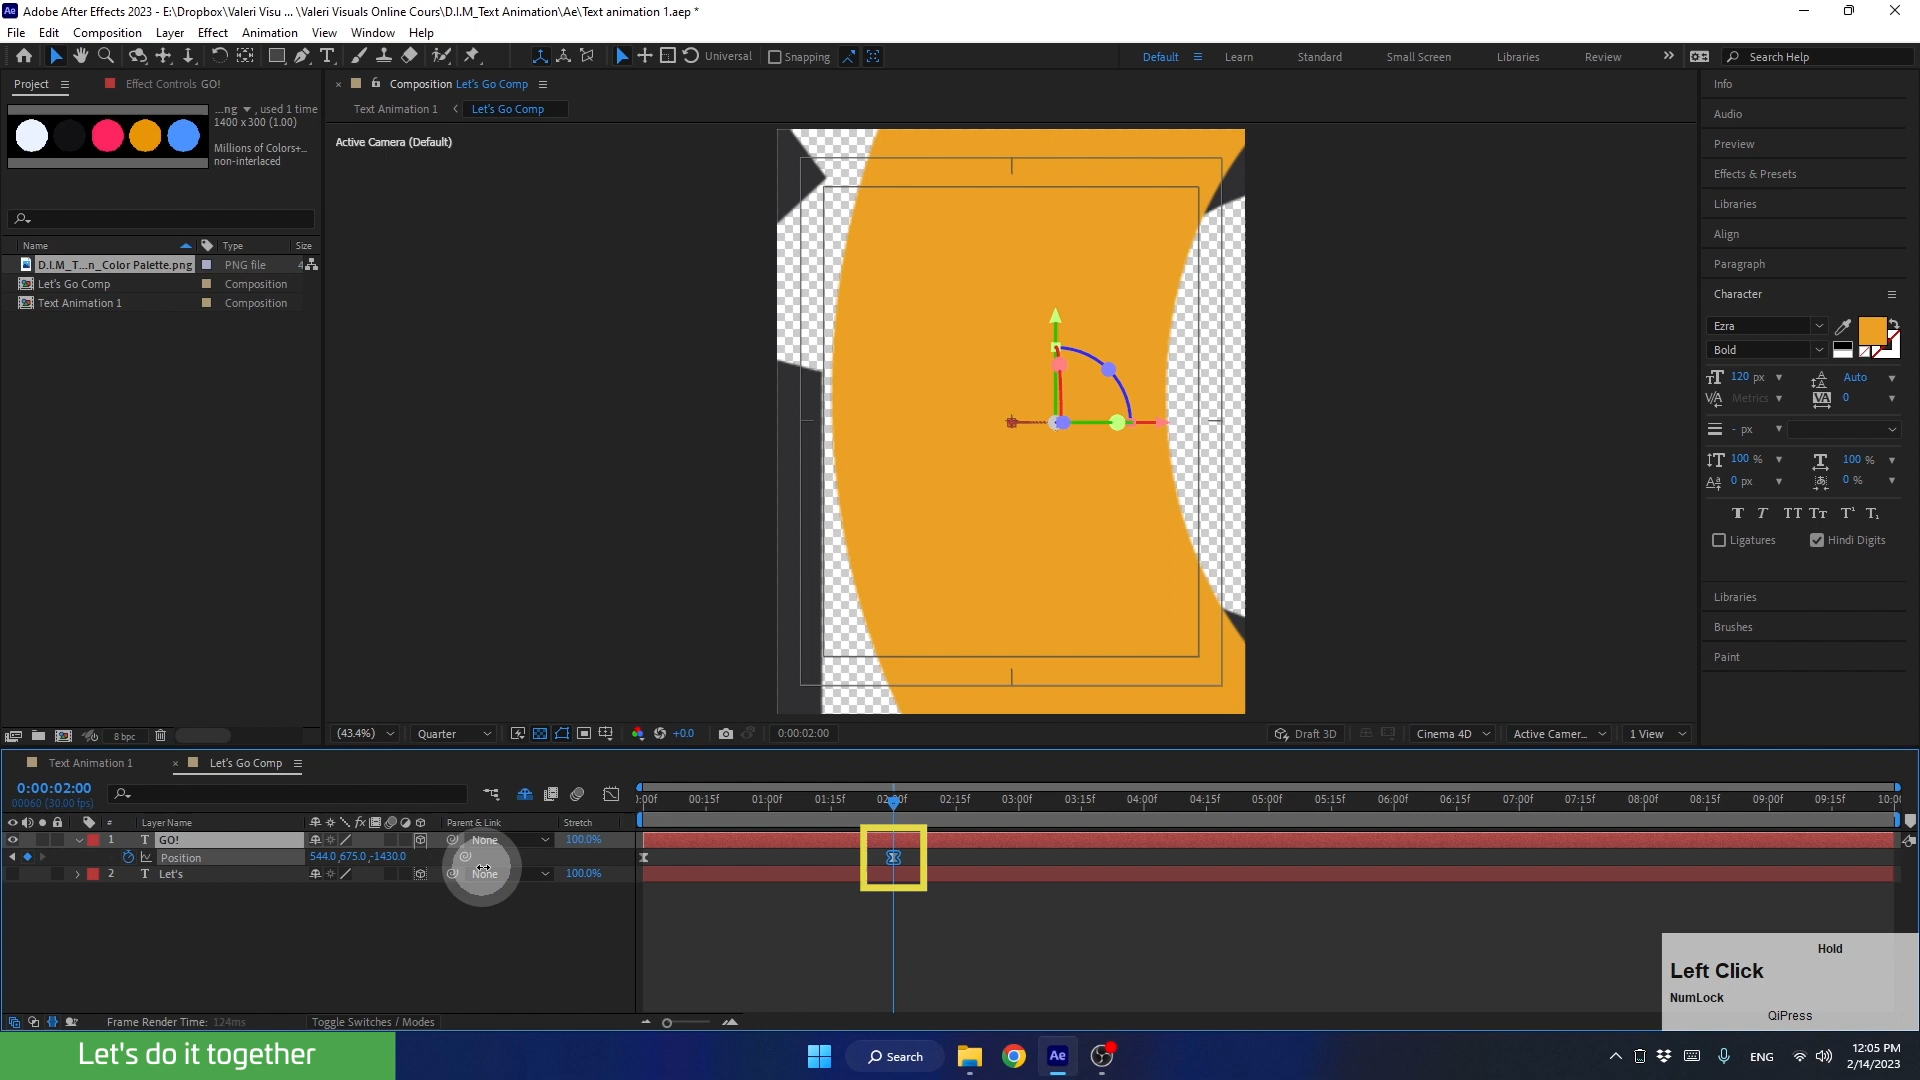 Adobe After Effects 2023 - E:\Dropbox\Valeri Visu ... \Valeri Visuals Online Cours\D.I.M_Text Animation\Ae\Text animation 1.aep *
File Edit Composition Layer Effect Animation View Window Help
Universal Snapping Default Learn Standard Small Screen Libraries Review Search Help
Project Effect Controls GO!
Composition Let's Go Comp
...ng , used 1 time
1400 x 300 (1.00)
Millions of Colors+...
non-interlaced
Text Animation 1 Let's Go Comp
Active Camera (Default)
Name Type Size
D.I.M_T...n_Color Palette.png PNG file 4
Let's Go Comp Composition
Text Animation 1 Composition
8 bpc
(43.4%) Quarter +0.0 0:00:02:00 Draft 3D Cinema 4D Active Camer... 1 View
Info
Audio
Preview
Effects & Presets
Libraries
Align
Paragraph
Character
Ezra
Bold
120 px Auto
Metrics 0
- px
100 % 100 %
0 px 0 %
Ligatures Hindi Digits
Libraries
Brushes
Paint
Text Animation 1 Let's Go Comp
0:00:02:00
00060 (30.00 fps)
# Layer Name Parent & Link Stretch
1 T GO! None 100.0%
Position 544.0,675.0,-1430.0
2 T Let's None 100.0%
):00f 00:15f 01:00f 01:15f 02:00f 02:15f 03:00f 03:15f 04:00f 04:15f 05:00f 05:15f 06:00f 06:15f 07:00f 07:15f 08:00f 08:15f 09:00f 09:15f 10:0
Frame Render Time: 124ms Toggle Switches / Modes
Hold
Left Click
NumLock
QiPress
Let's do it together
Search
ENG
12:05 PM
2/14/2023